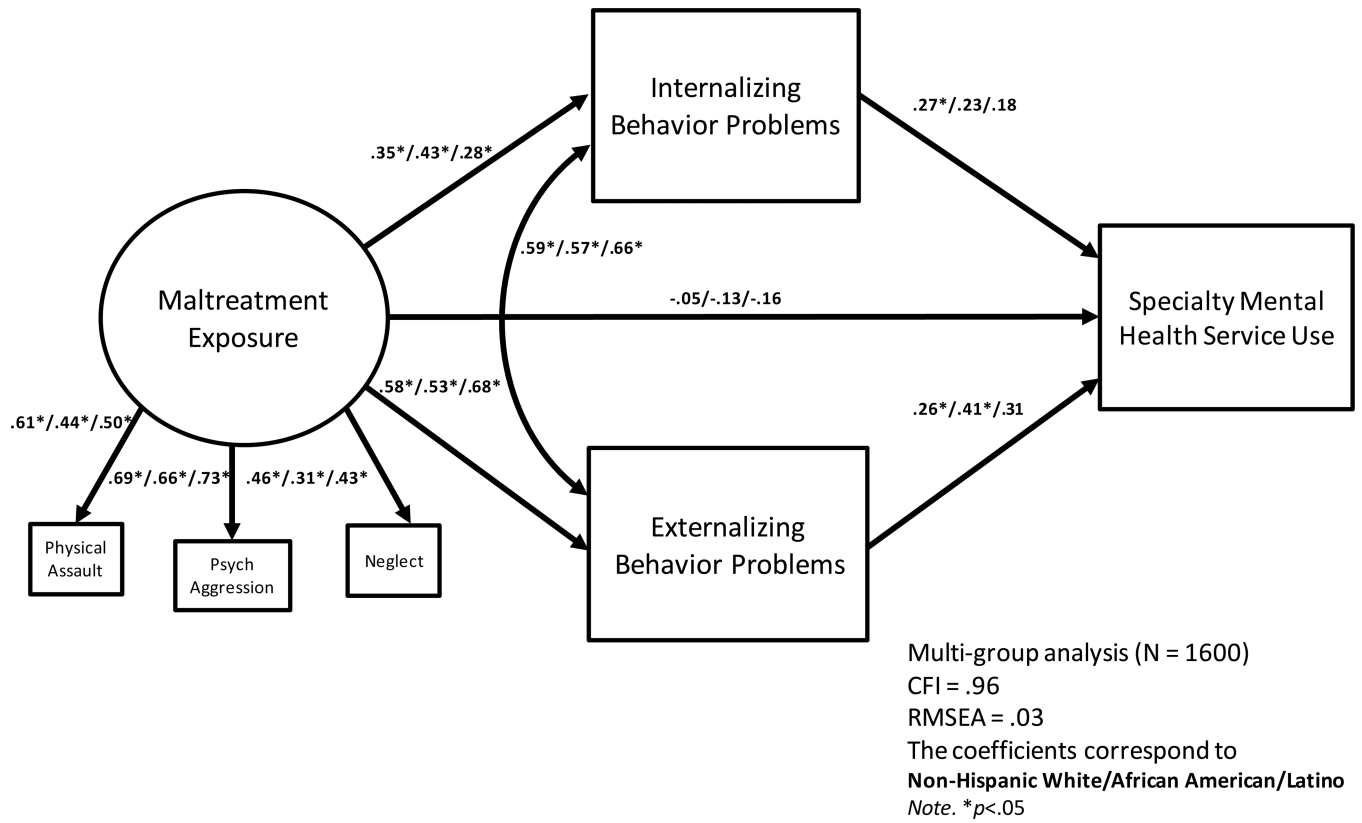 Internalizing
Behavior Problems
.27*/.23/.18
.35*/.43*/.28*
.59*/.57*/.66*
Maltreatment
Exposure
-.05/-.13/-.16
Specialty Mental
Health Service Use
.58*/.53*/.68*
.26*/.41*/.31
.61*/.44*/.50*
.69*/.66*/.73*
.46*/.31*/.43*
Physical
Assault
Psych
Aggression
Neglect
Externalizing
Behavior Problems
Multi-group analysis (N = 1600)
CFI = .96
RMSEA = .03
The coefficients correspond to
Non-Hispanic White/African American/Latino
Note. *p<.05